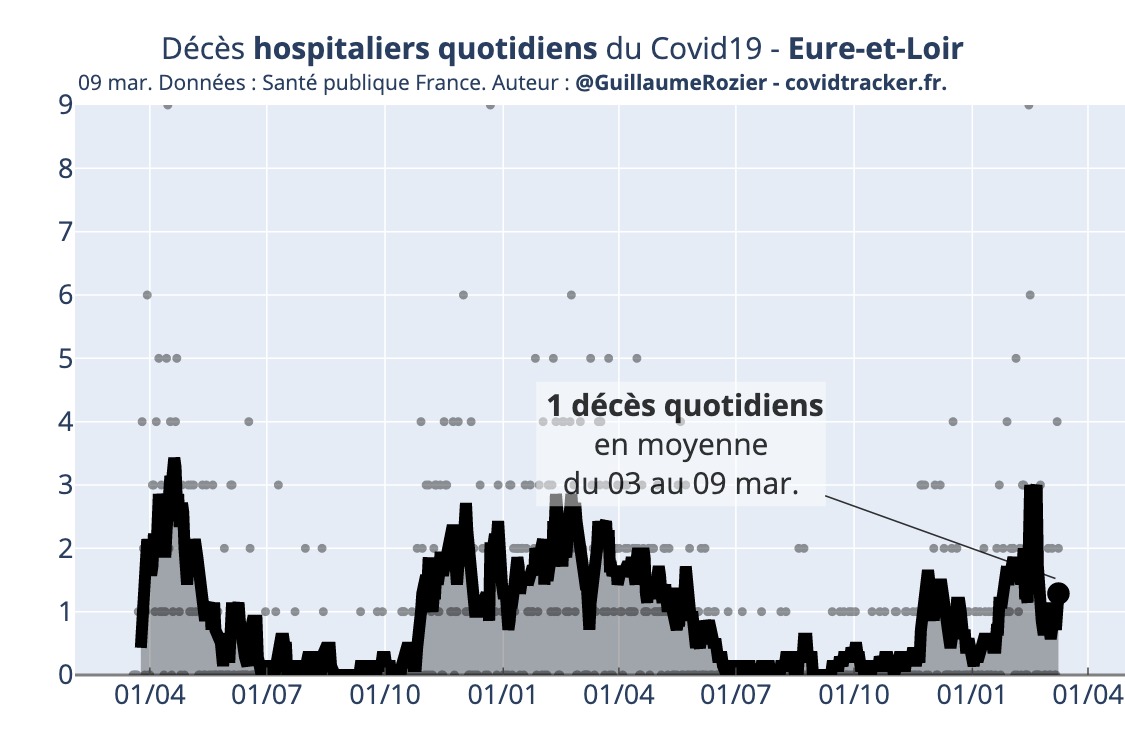 Décès hospitaliers quotidiens du Covid19 - Eure-et-Loir
09 mar. Données : Santé publique France. Auteur : @GuillaumeRozier - covidtracker.fr.
9
8
7
6
5
4
3
2
1
0
1 décès quotidiens
en moyenne
du 03 au 09 mar.
01/04 01/07 01/10 01/01 01/04 01/07 01/10 01/01 01/04